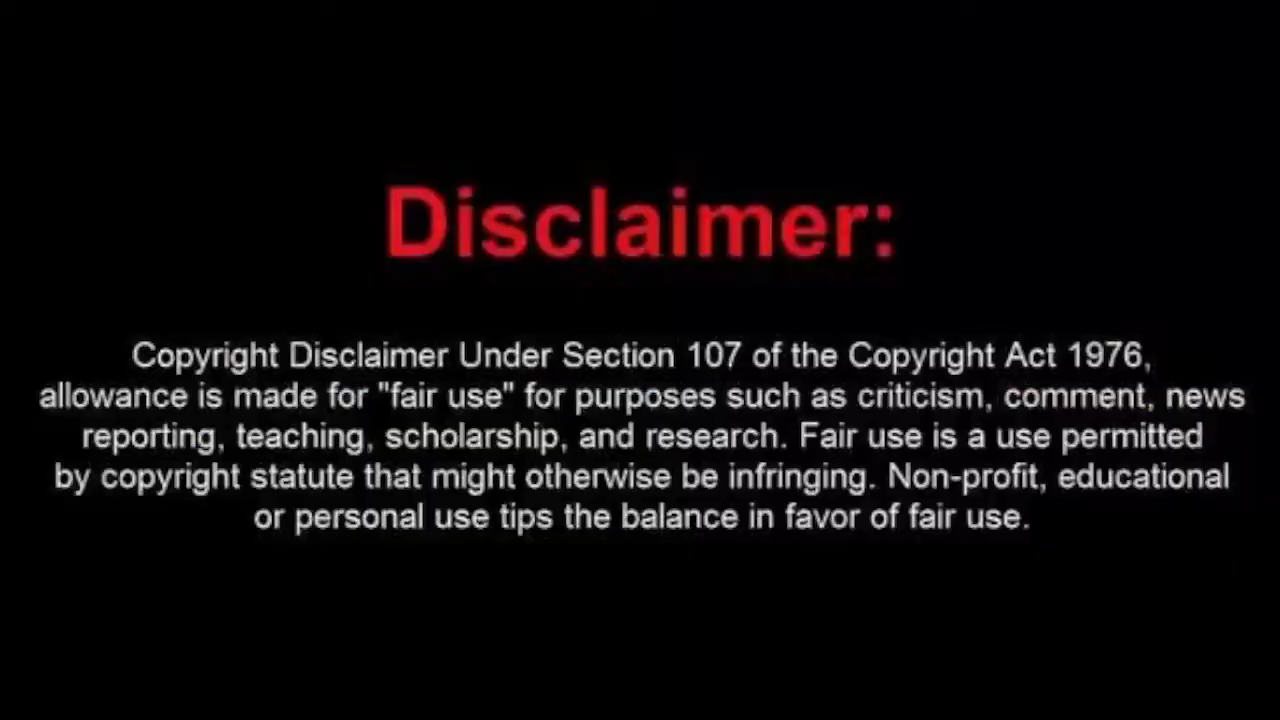 Disclaimer:
Copyright Disclaimer Under Section 107 of the Copyright Act 1976,
allowance is made for "fair use" for purposes such as criticism, comment, news
reporting, teaching, scholarship, and research. Fair use is a use permitted
by copyright statute that might otherwise be infringing. Non-profit, educational
or personal use tips the balance in favor of fair use.